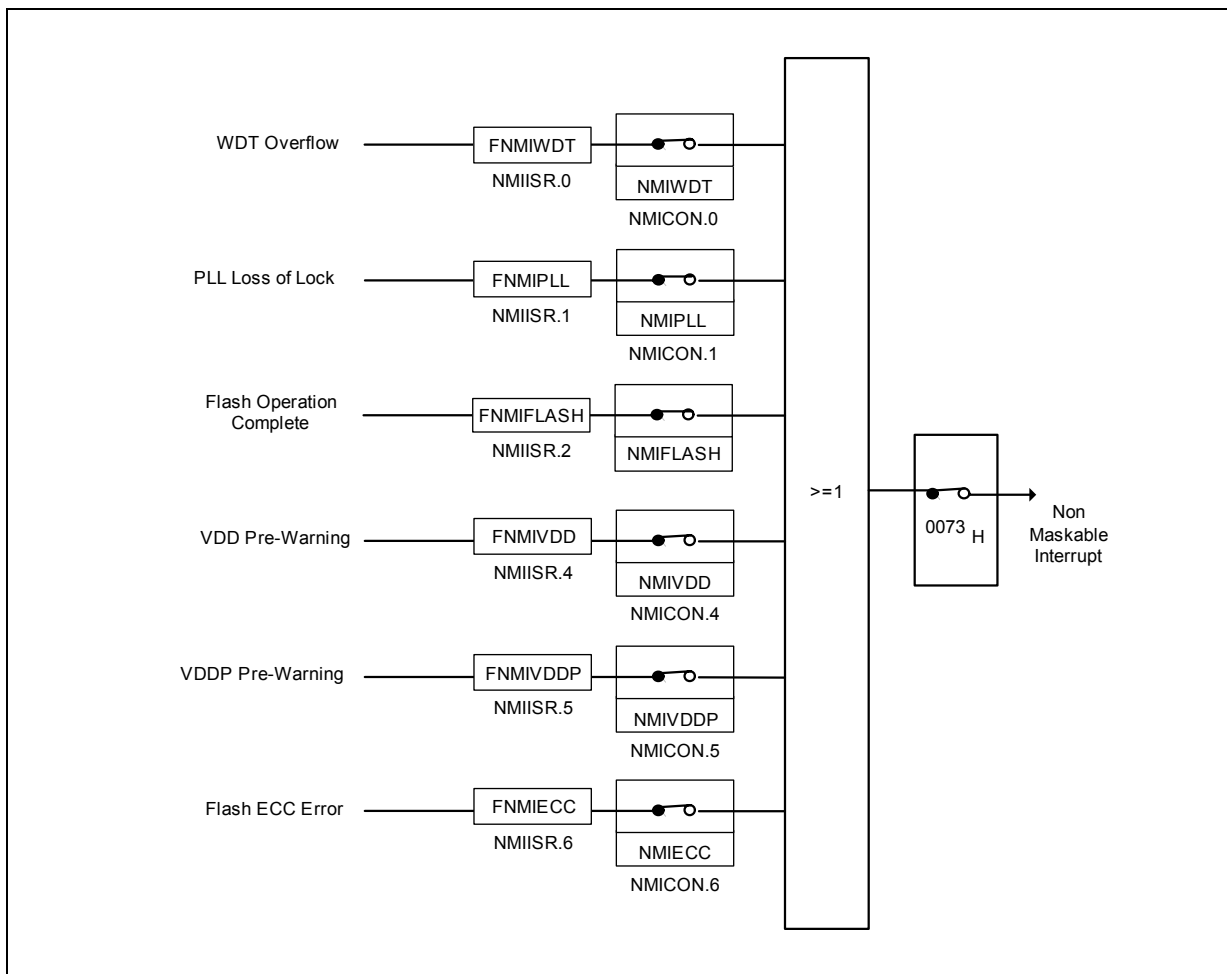 WDT Overflow
FNMIWDT
NMIISR.0
NMIWDT
NMICON.0
PLL Loss of Lock
FNMIPLL
NMIISR.1
NMIPLL
NMICON.1
Flash Operation
Complete
FNMIFLASH
NMIISR.2
NMIFLASH
VDD Pre-Warning
FNMIVDD
NMIISR.4
NMIVDD
NMICON.4
VDDP Pre-Warning
FNMIVDDP
NMIISR.5
NMIVDDP
NMICON.5
Flash ECC Error
FNMIECC
NMIISR.6
NMIECC
NMICON.6
>=1
0073 H
Non
Maskable
Interrupt